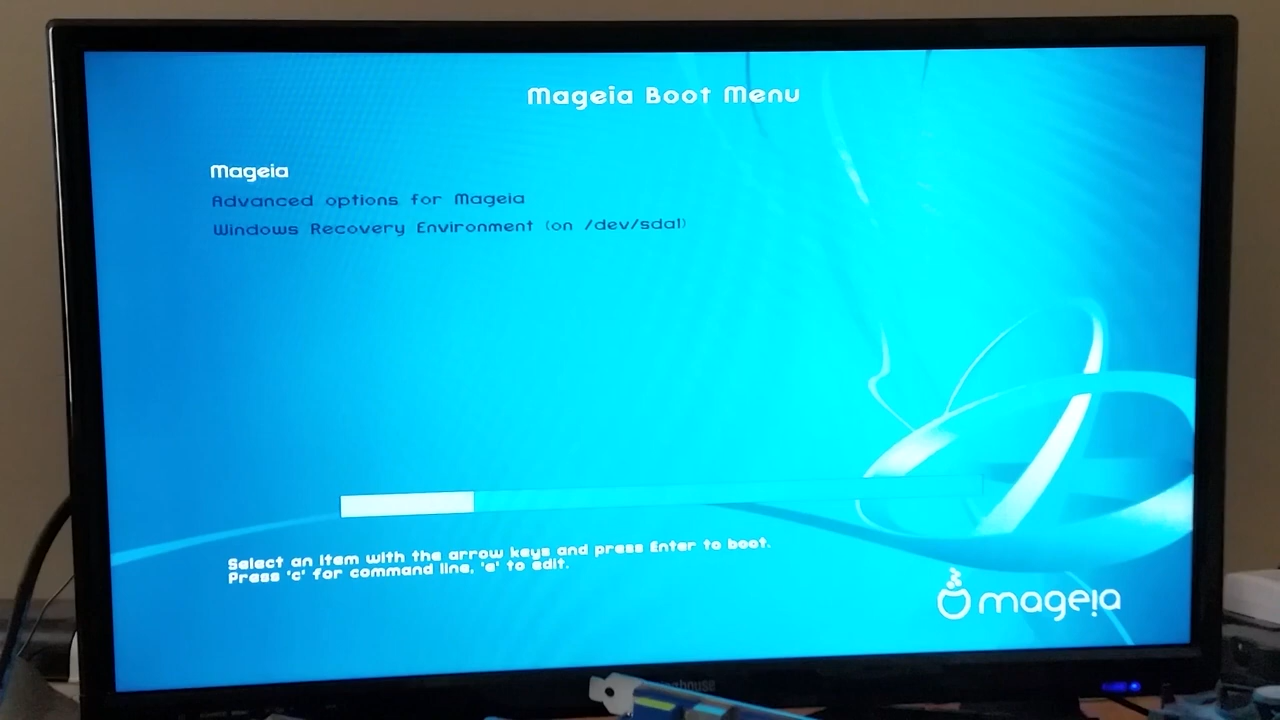 Mageia Boot Menu
Mageia
Advanced options for Mageia
Windows Recovery Environment (on /dev/sda1)
Select an item with the arrow keys and press Enter to boot.
Press 'c' for command line, 'e' to edit.
mageia